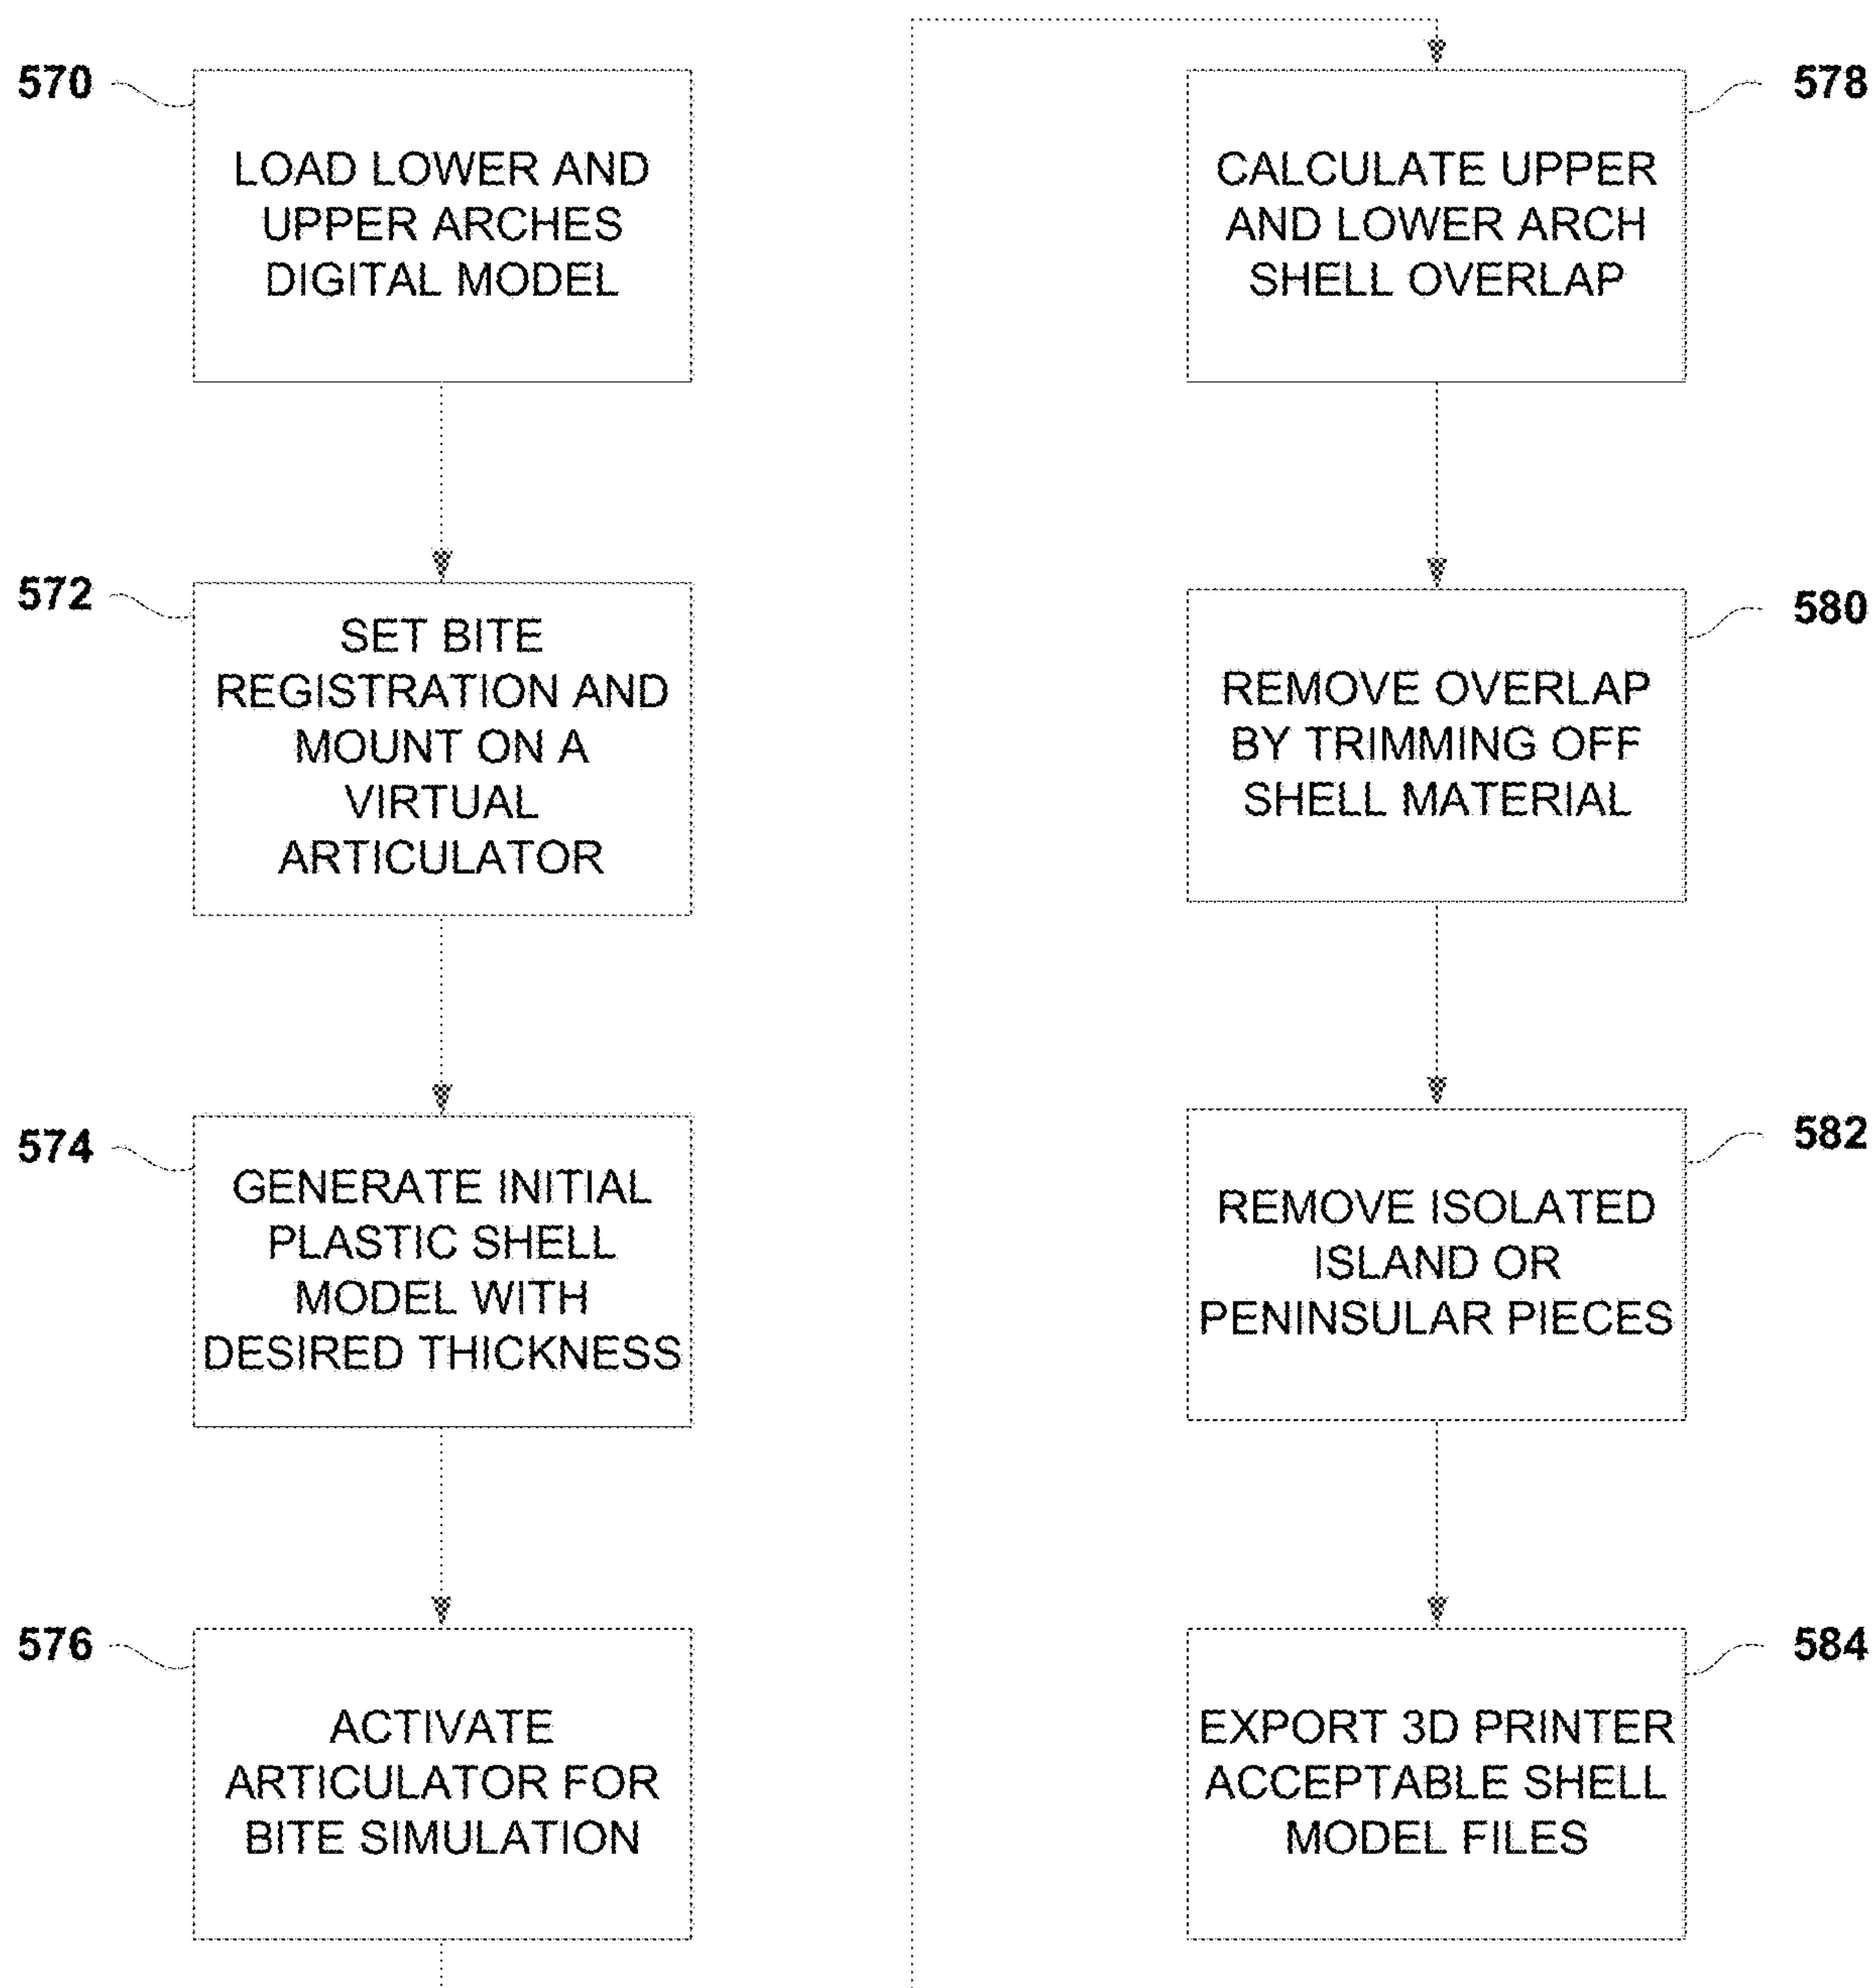 570
LOAD LOWER AND
UPPER ARCHES
DIGITAL MODEL
572
SET BITE
REGISTRATION AND
MOUNT ON A
VIRTUAL
ARTICULATOR
574
GENERATE INITIAL
PLASTIC SHELL
MODEL WITH
DESIRED THICKNESS
576
ACTIVATE
ARTICULATOR FOR
BITE SIMULATION
578
CALCULATE UPPER
AND LOWER ARCH
SHELL OVERLAP
580
REMOVE OVERLAP
BY TRIMMING OFF
SHELL MATERIAL
582
REMOVE ISOLATED
ISLAND OR
PENINSULAR PIECES
584
EXPORT 3D PRINTER
ACCEPTABLE SHELL
MODEL FILES